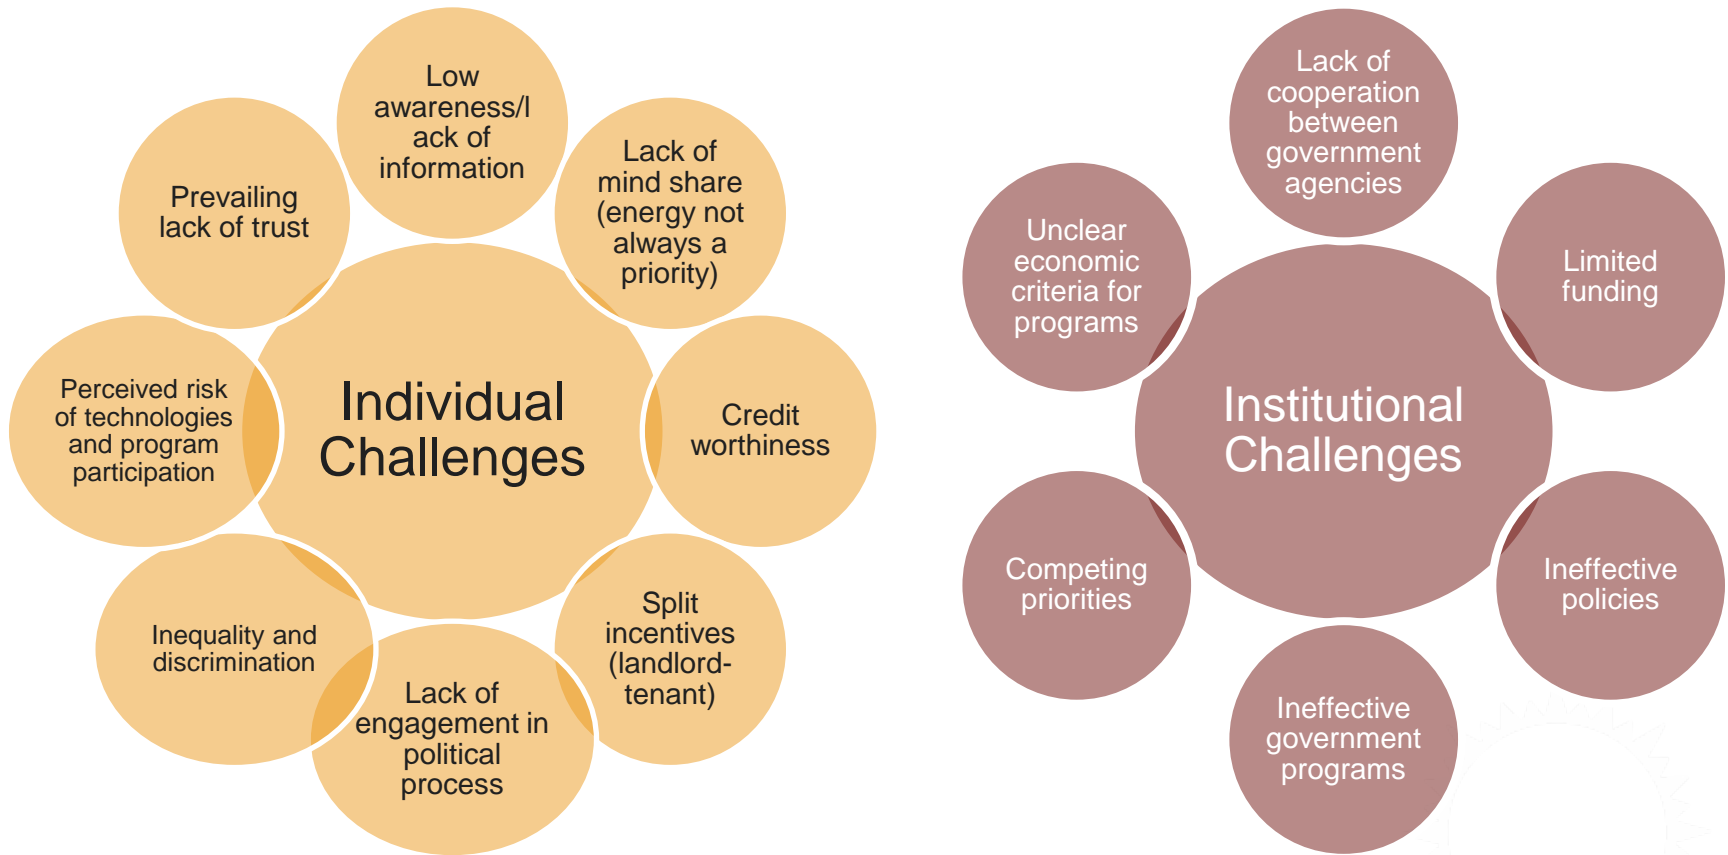 Individual
Challenges
Low
awareness/l
ack of
information
Lack of
mind share
(energy not
always a
priority)
Credit
worthiness
Split
incentives
(landlord-
tenant)
Lack of
engagement in
political
process
Inequality and
discrimination
Perceived risk
of technologies
and program
participation
Prevailing
lack of trust
Institutional
Challenges
Lack of
cooperation
between
government
agencies
Limited
funding
Ineffective
policies
Ineffective
government
programs
Competing
priorities
Unclear
economic
criteria for
programs